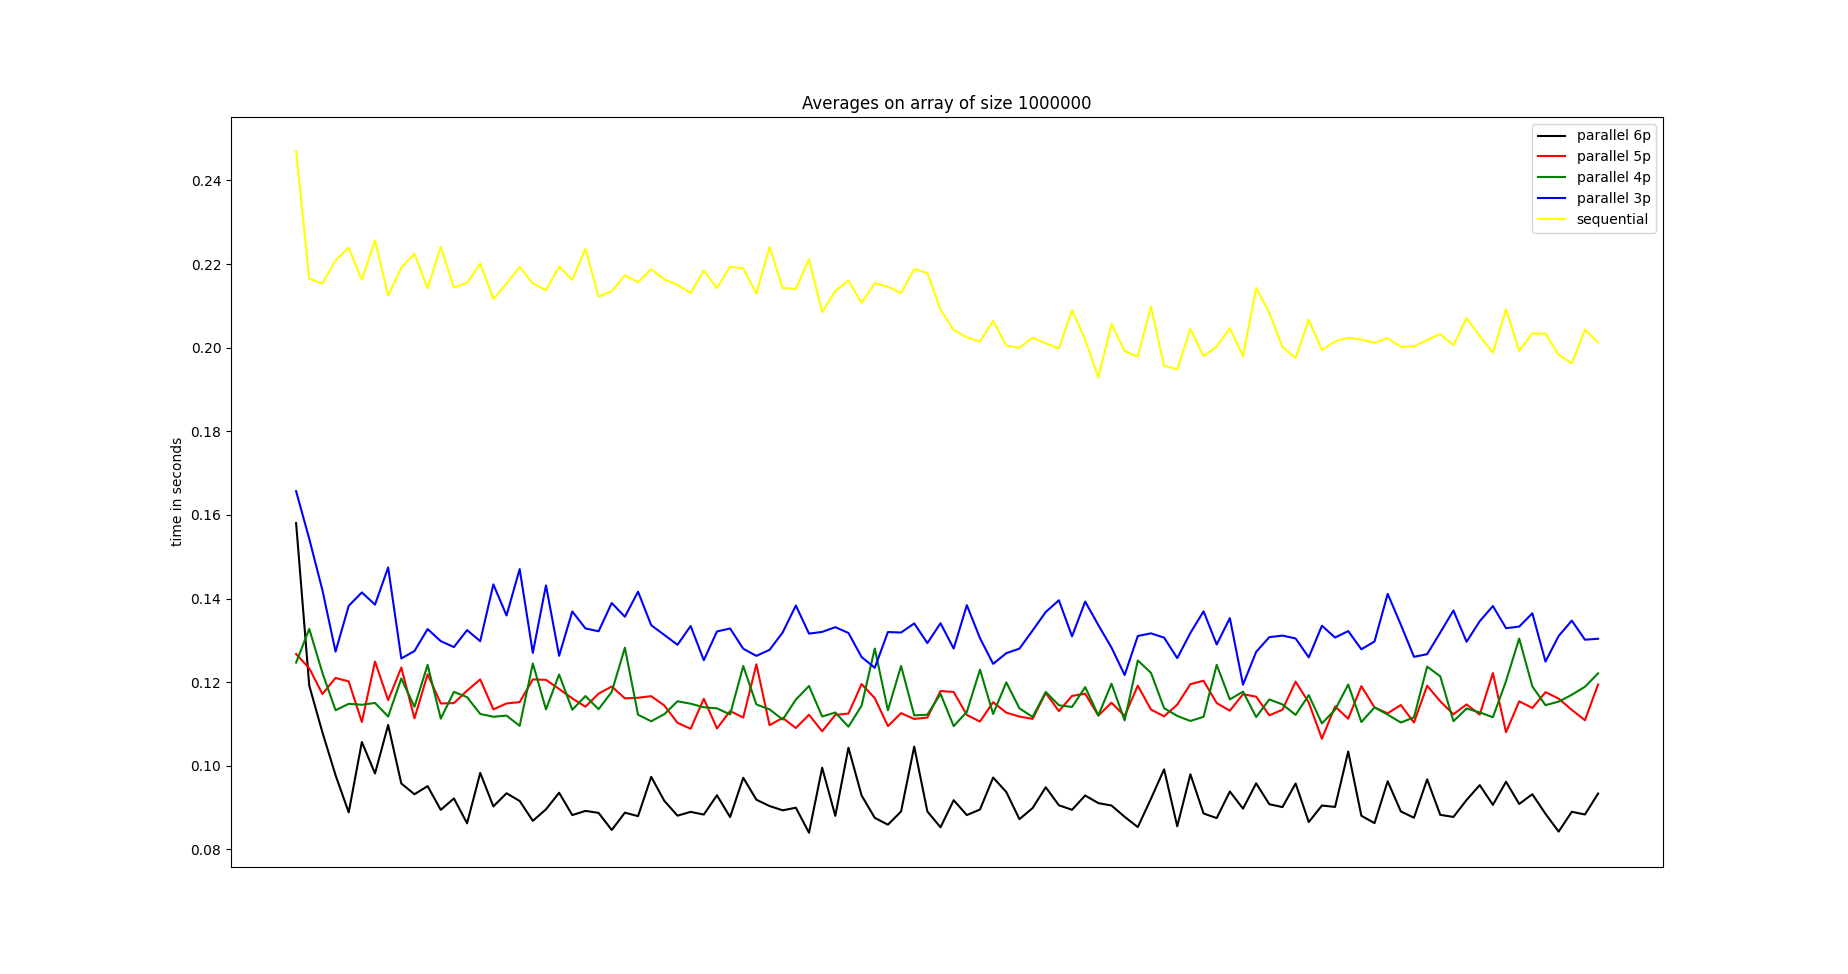 Averages on array of size 1000000
parallel 6p
parallel 5p
parallel 4p
parallel 3p
sequential
0.24
0.22
0.20
0.18
0.16
0.14
0.12
0.10
0.08
time in seconds